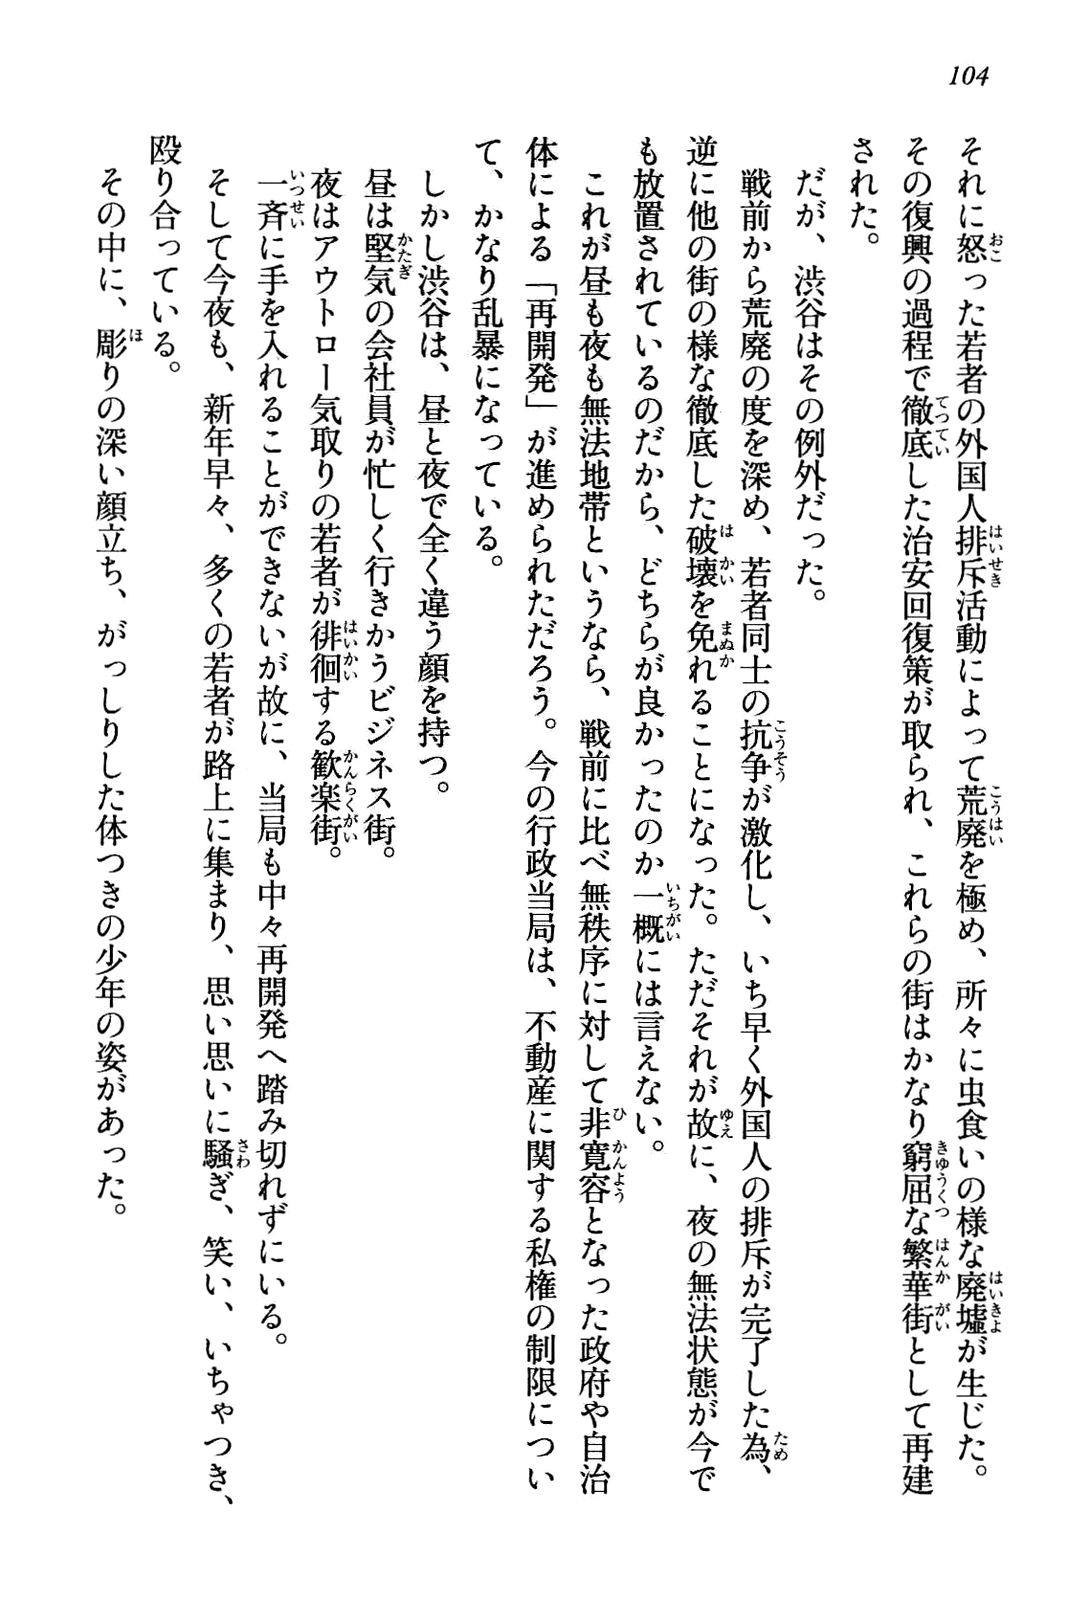 104
それに怒った若者の外国人排斥活動によって荒廃を極め、所々に虫食いの様な廃墟が生じた。
その復興の過程で徹底した治安回復策が取られ、これらの街はかなり窮屈な繁華街として再建
された。
だが、渋谷はその例外だった。
戦前から荒廃の度を深め、若者同士の抗争が激化し、いち早く外国人の排斥が完了した為、
逆に他の街の様な徹底した破壊を免れることになった。ただそれが故に、夜の無法状態が今で
も放置されているのだから、どちらが良かったのか一概には言えない。
これが昼も夜も無法地帯というなら、戦前に比べ無秩序に対して非寛容となった政府や自治
体による「再開発」が進められただろう。今の行政当局は、不動産に関する私権の制限につい
て、かなり乱暴になっている。
しかし渋谷は、昼と夜で全く違う顔を持つ。
昼は堅気の会社員が忙しく行きかうビジネス街。
夜はアウトロー気取りの若者が徘徊する歓楽街。
一斉に手を入れることができないが故に、当局も中々再開発へ踏み切れずにいる。
そして今夜も、新年早々、多くの若者が路上に集まり、思い思いに騒ぎ、笑い、いちゃつき、
殴り合っている。
その中に、彫りの深い顔立ち、がっしりした体つきの少年の姿があった。